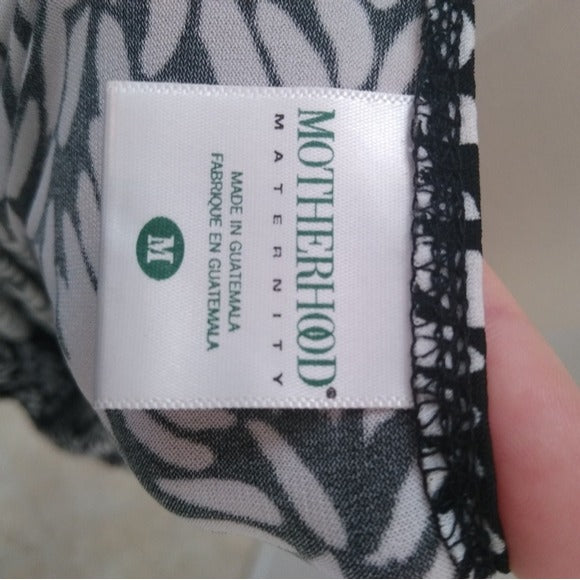 MOTHERHOOD®
MATERNITY
MADE IN GUATEMALA
FABRIQUE EN GUATEMALA
M